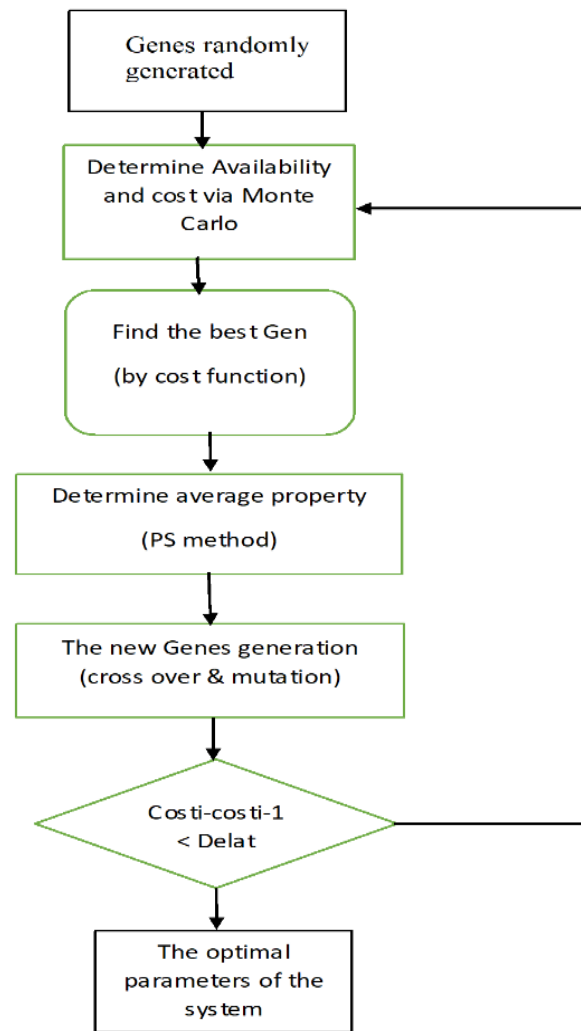 Genes randomly
generated
Determine Availability
and cost via Monte
Carlo
Find the best Gen
(by cost function)
Determine average property
(PS method)
The new Genes generation
(cross over & mutation)
Costi-costi-1
< Delat
The optimal
parameters of the
system